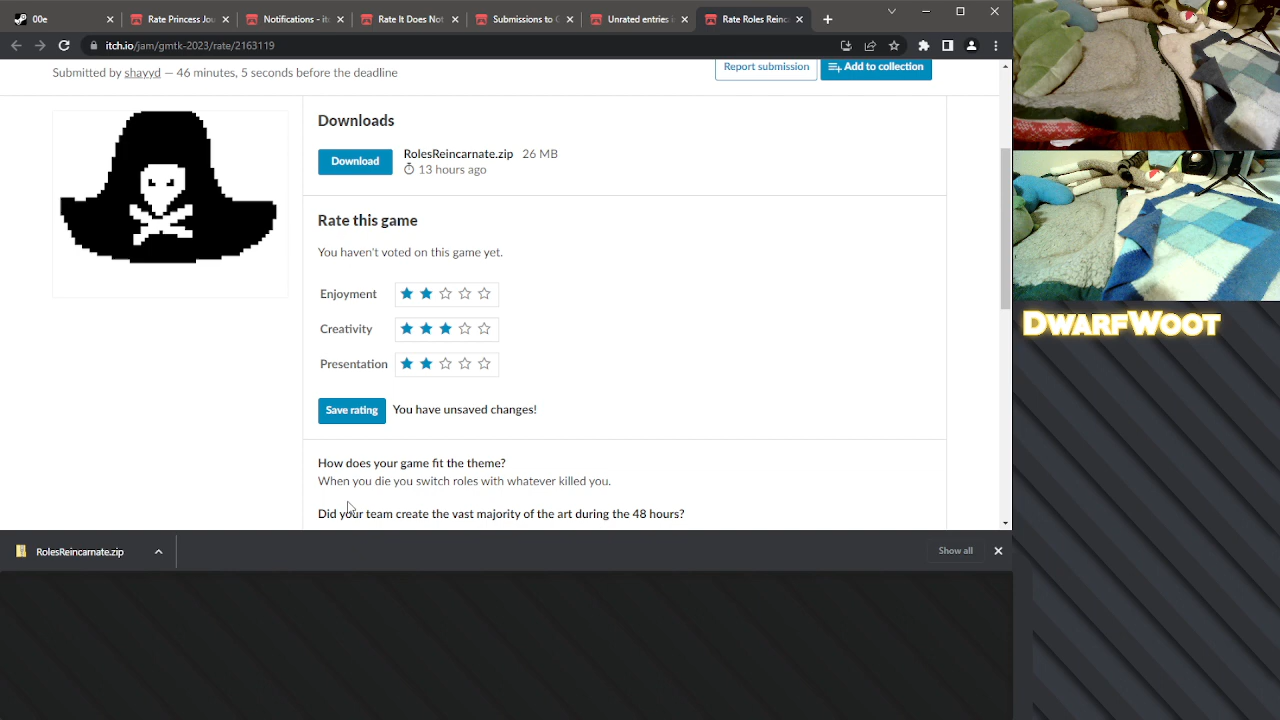 00e
Rate Princess Jou
Notifications - itc
Rate It Does Not
Submissions to G
Unrated entries i
Rate Roles Reinc
itch.io/jam/gmtk-2023/rate/2163119
Submitted by shayyd — 46 minutes, 5 seconds before the deadline
Report submission
Add to collection
Downloads
Download
RolesReincarnate.zip 26 MB
13 hours ago
Rate this game
You haven't voted on this game yet.
Enjoyment
Creativity
Presentation
Save rating You have unsaved changes!
How does your game fit the theme?
When you die you switch roles with whatever killed you.
Did your team create the vast majority of the art during the 48 hours?
RolesReincarnate.zip
Show all
DwarfWoot